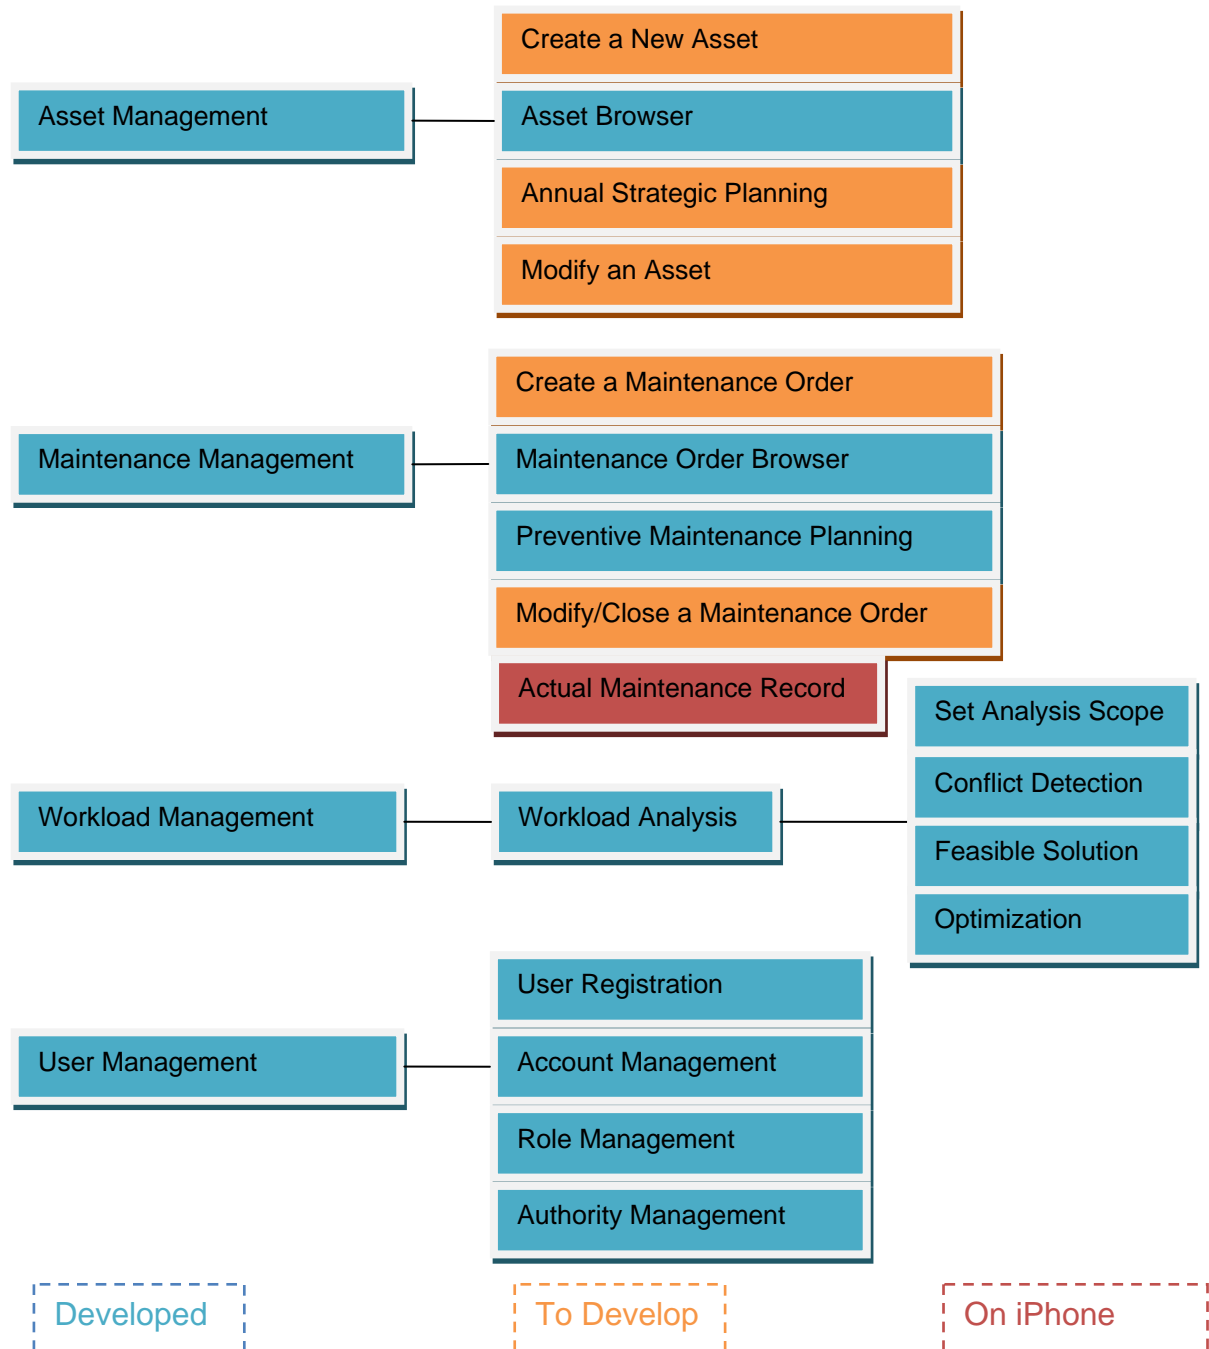 Create a New Asset
Asset Management
Asset Browser
Annual Strategic Planning
Modify an Asset
Create a Maintenance Order
Maintenance Management
Maintenance Order Browser
Preventive Maintenance Planning
Modify/Close a Maintenance Order
Actual Maintenance Record
Set Analysis Scope
Conflict Detection
Workload Management
Workload Analysis
Feasible Solution
Optimization
User Registration
User Management
Account Management
Role Management
Authority Management
Developed
To Develop
On iPhone